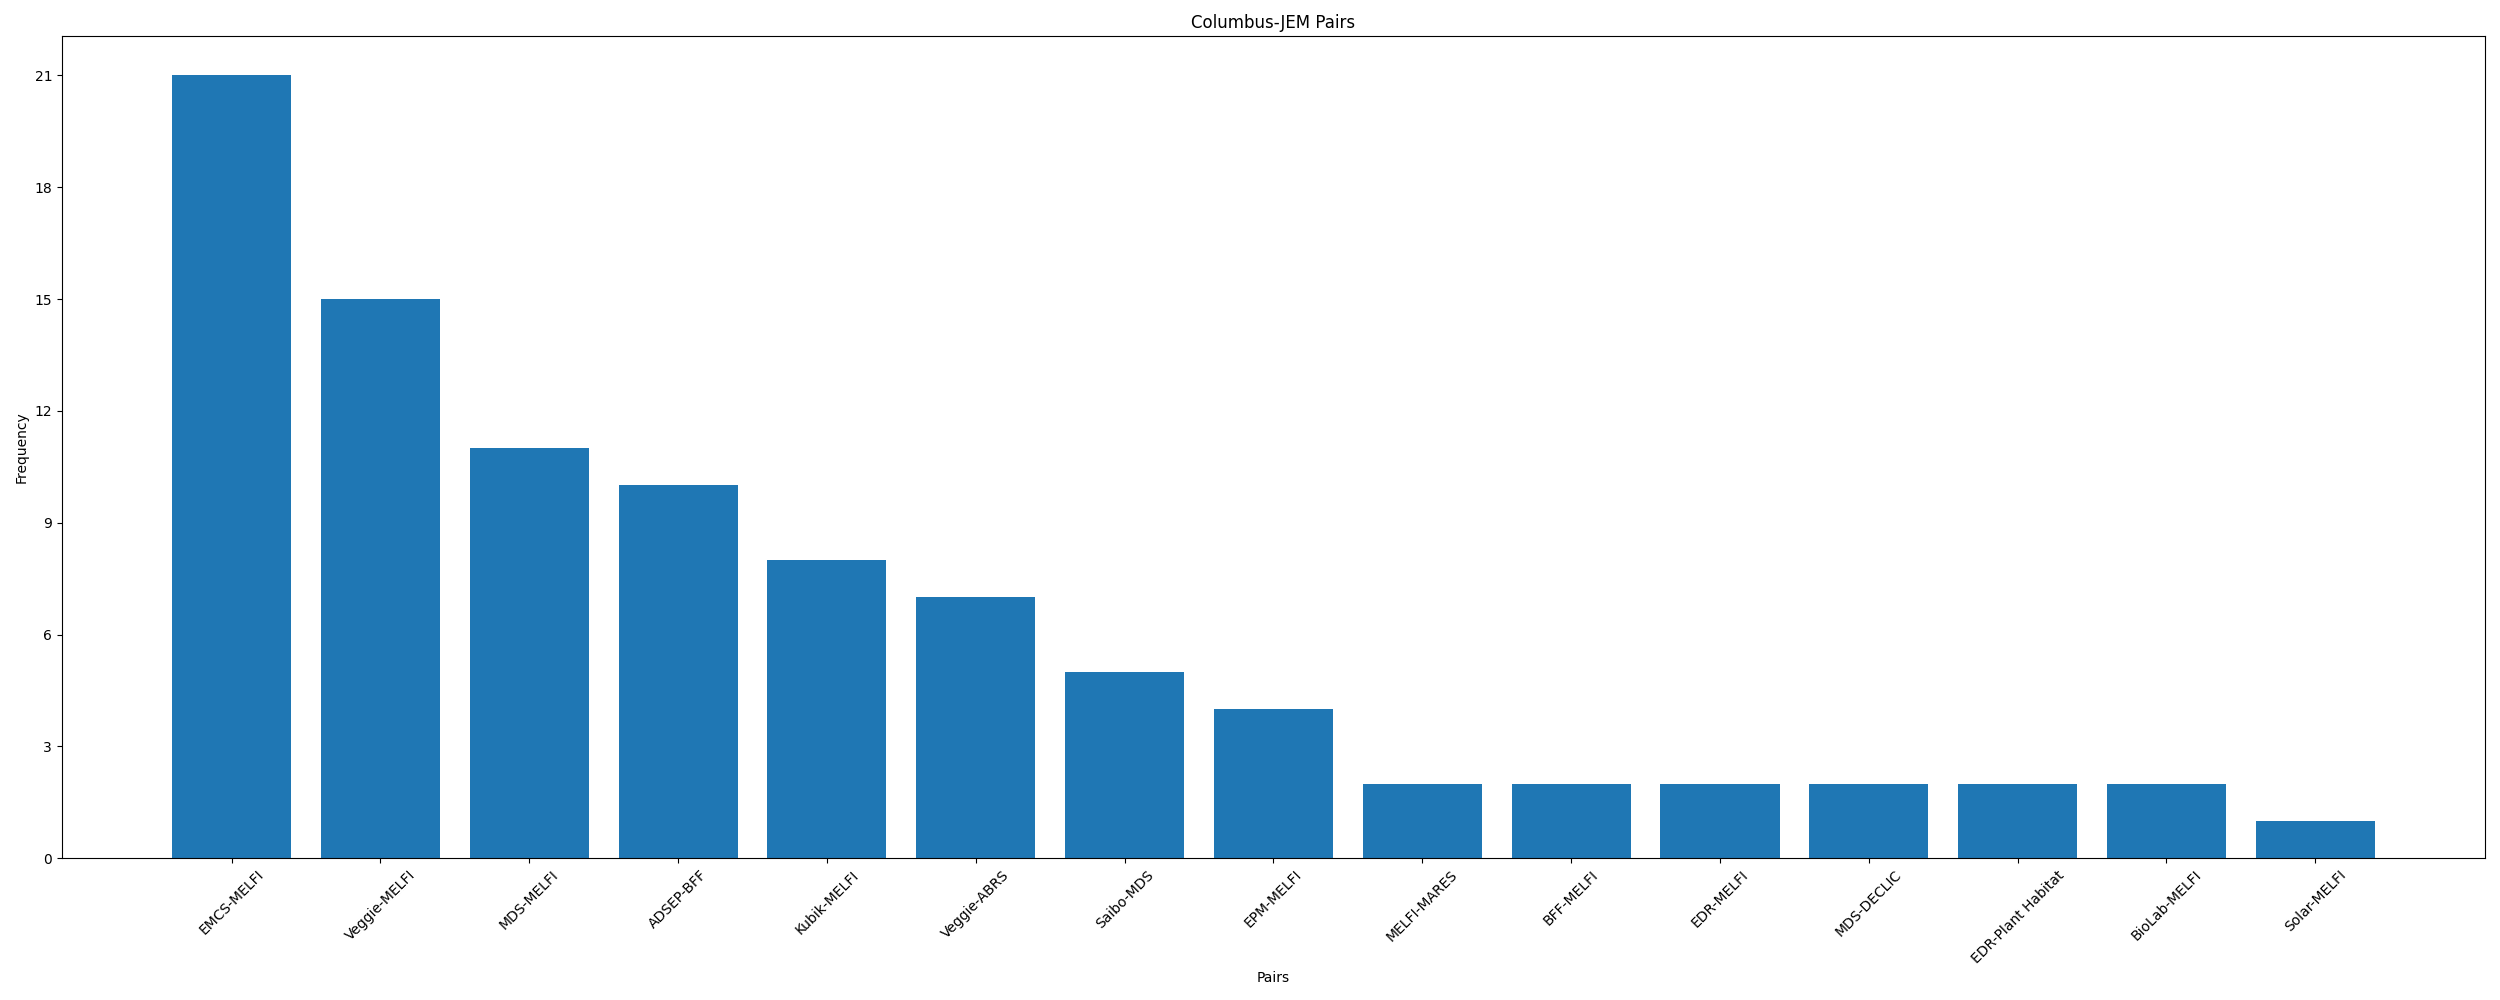 Columbus-JEM Pairs
Frequency
21
18
15
12
9
6
3
0
EMCS-MELFI
Veggie-MELFI
MDS-MELFI
ADSEP-BFF
Kubik-MELFI
Veggie-ABRS
Saibo-MDS
EPM-MELFI
MELFI-MARES
BFF-MELFI
EDR-MELFI
MDS-DECLIC
EDR-Plant Habitat
BioLab-MELFI
Solar-MELFI
Pairs